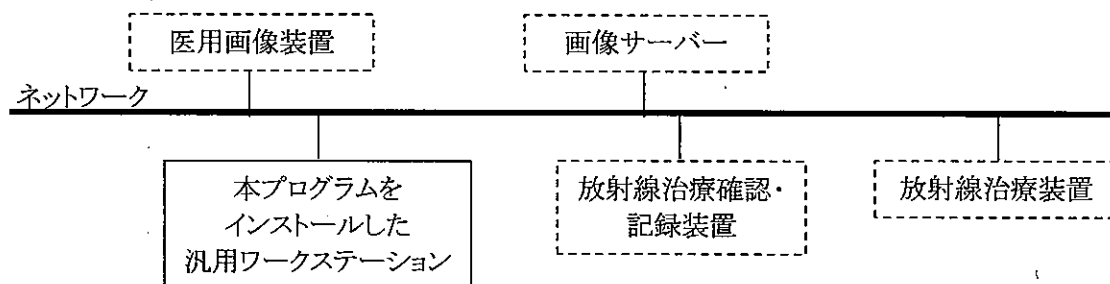 医用画像装置
画像サーバー
ネットワーク
本プログラムを
インストールした
汎用ワークステーション
放射線治療確認・
記録装置
放射線治療装置